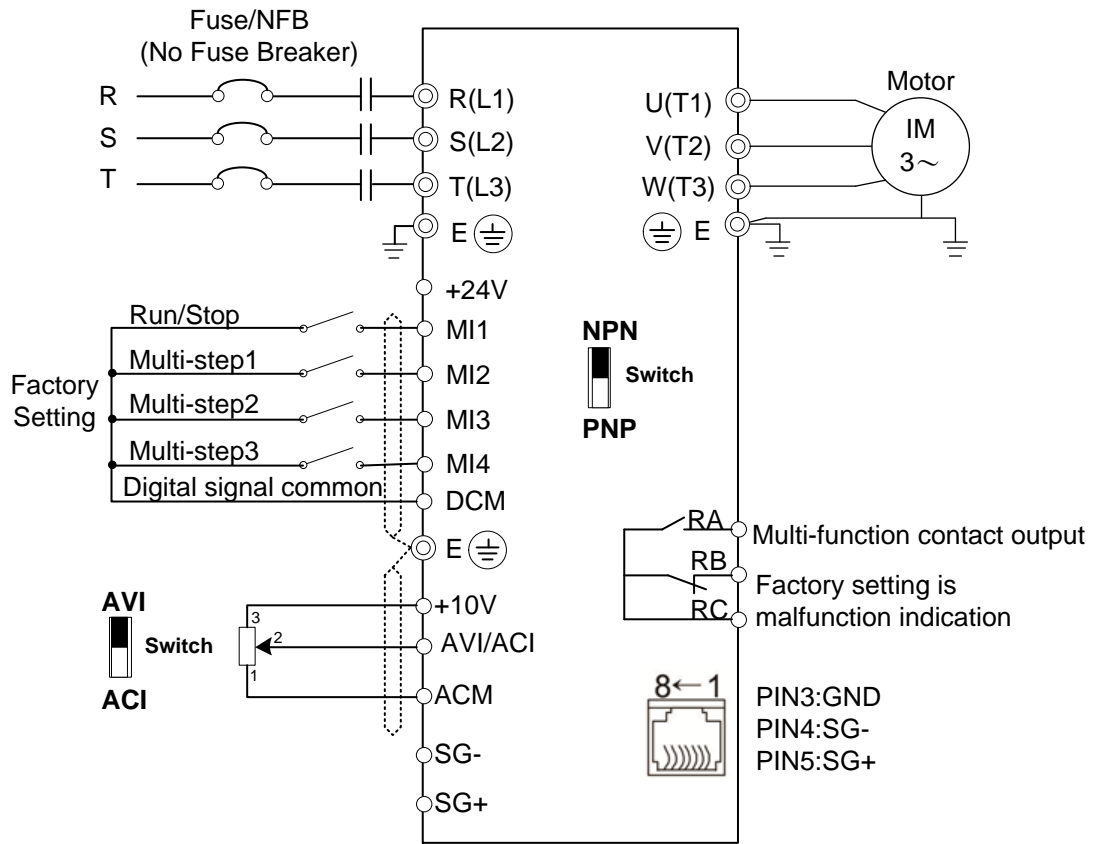 Fuse/NFB
(No Fuse Breaker)
R
S
T
R(L1)
S(L2)
T(L3)
E
U(T1)
V(T2)
W(T3)
E
Motor
IM
3~
+24V
Factory
Setting
Run/Stop
MI1
Multi-step1
MI2
Multi-step2
MI3
Multi-step3
MI4
Digital signal common
DCM
E
NPN
Switch
PNP
AVI
Switch
ACI
3
2
1
+10V
AVI/ACI
ACM
SG-
SG+
RA
RB
RC
Multi-function contact output
Factory setting is
malfunction indication
8←1
PIN3:GND
PIN4:SG-
PIN5:SG+